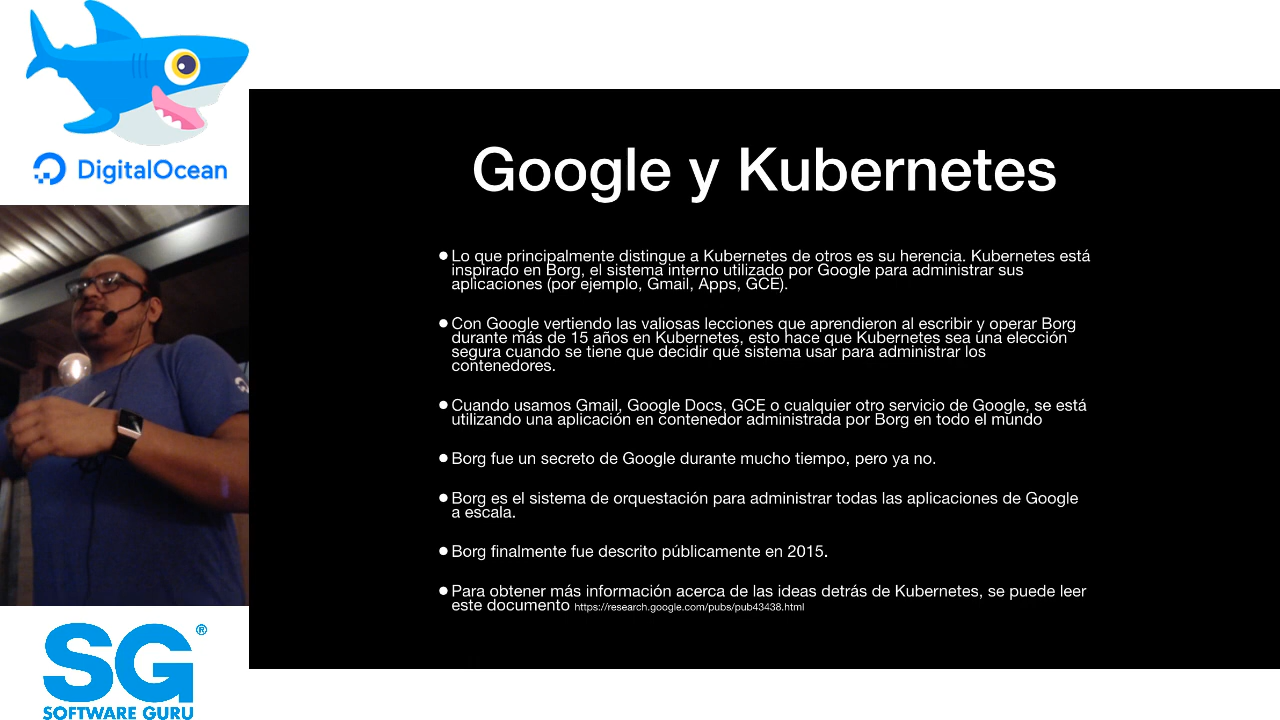 DigitalOcean
Google y Kubernetes
• Lo que principalmente distingue a Kubernetes de otros es su herencia. Kubernetes está
inspirado en Borg, el sistema interno utilizado por Google para administrar sus
aplicaciones (por ejemplo, Gmail, Apps, GCE).
• Con Google vertiendo las valiosas lecciones que aprendieron al escribir y operar Borg
durante más de 15 años en Kubernetes, esto hace que Kubernetes sea una elección
segura cuando se tiene que decidir qué sistema usar para administrar los
contenedores.
• Cuando usamos Gmail, Google Docs, GCE o cualquier otro servicio de Google, se está
utilizando una aplicación en contenedor administrada por Borg en todo el mundo
• Borg fue un secreto de Google durante mucho tiempo, pero ya no.
• Borg es el sistema de orquestación para administrar todas las aplicaciones de Google
a escala.
• Borg finalmente fue descrito públicamente en 2015.
• Para obtener más información acerca de las ideas detrás de Kubernetes, se puede leer
este documento https://research.google.com/pubs/pub43438.html
SG®
SOFTWARE GURU